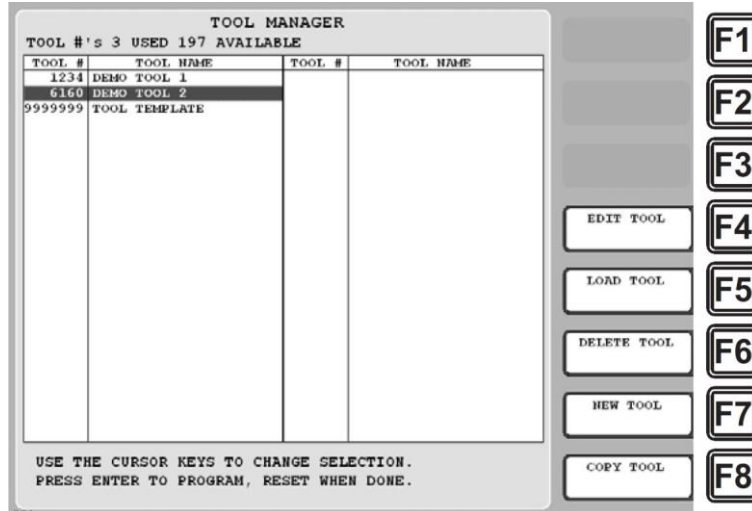 TOOL MANAGER
TOOL #'s 3 USED 197 AVAILABLE
TOOL # TOOL NAME TOOL # TOOL NAME
1234 DEMO TOOL 1
6160 DEMO TOOL 2
9999999 TOOL TEMPLATE
USE THE CURSOR KEYS TO CHANGE SELECTION.
PRESS ENTER TO PROGRAM, RESET WHEN DONE.
F1
F2
F3
EDIT TOOL F4
LOAD TOOL F5
DELETE TOOL F6
NEW TOOL F7
COPY TOOL F8